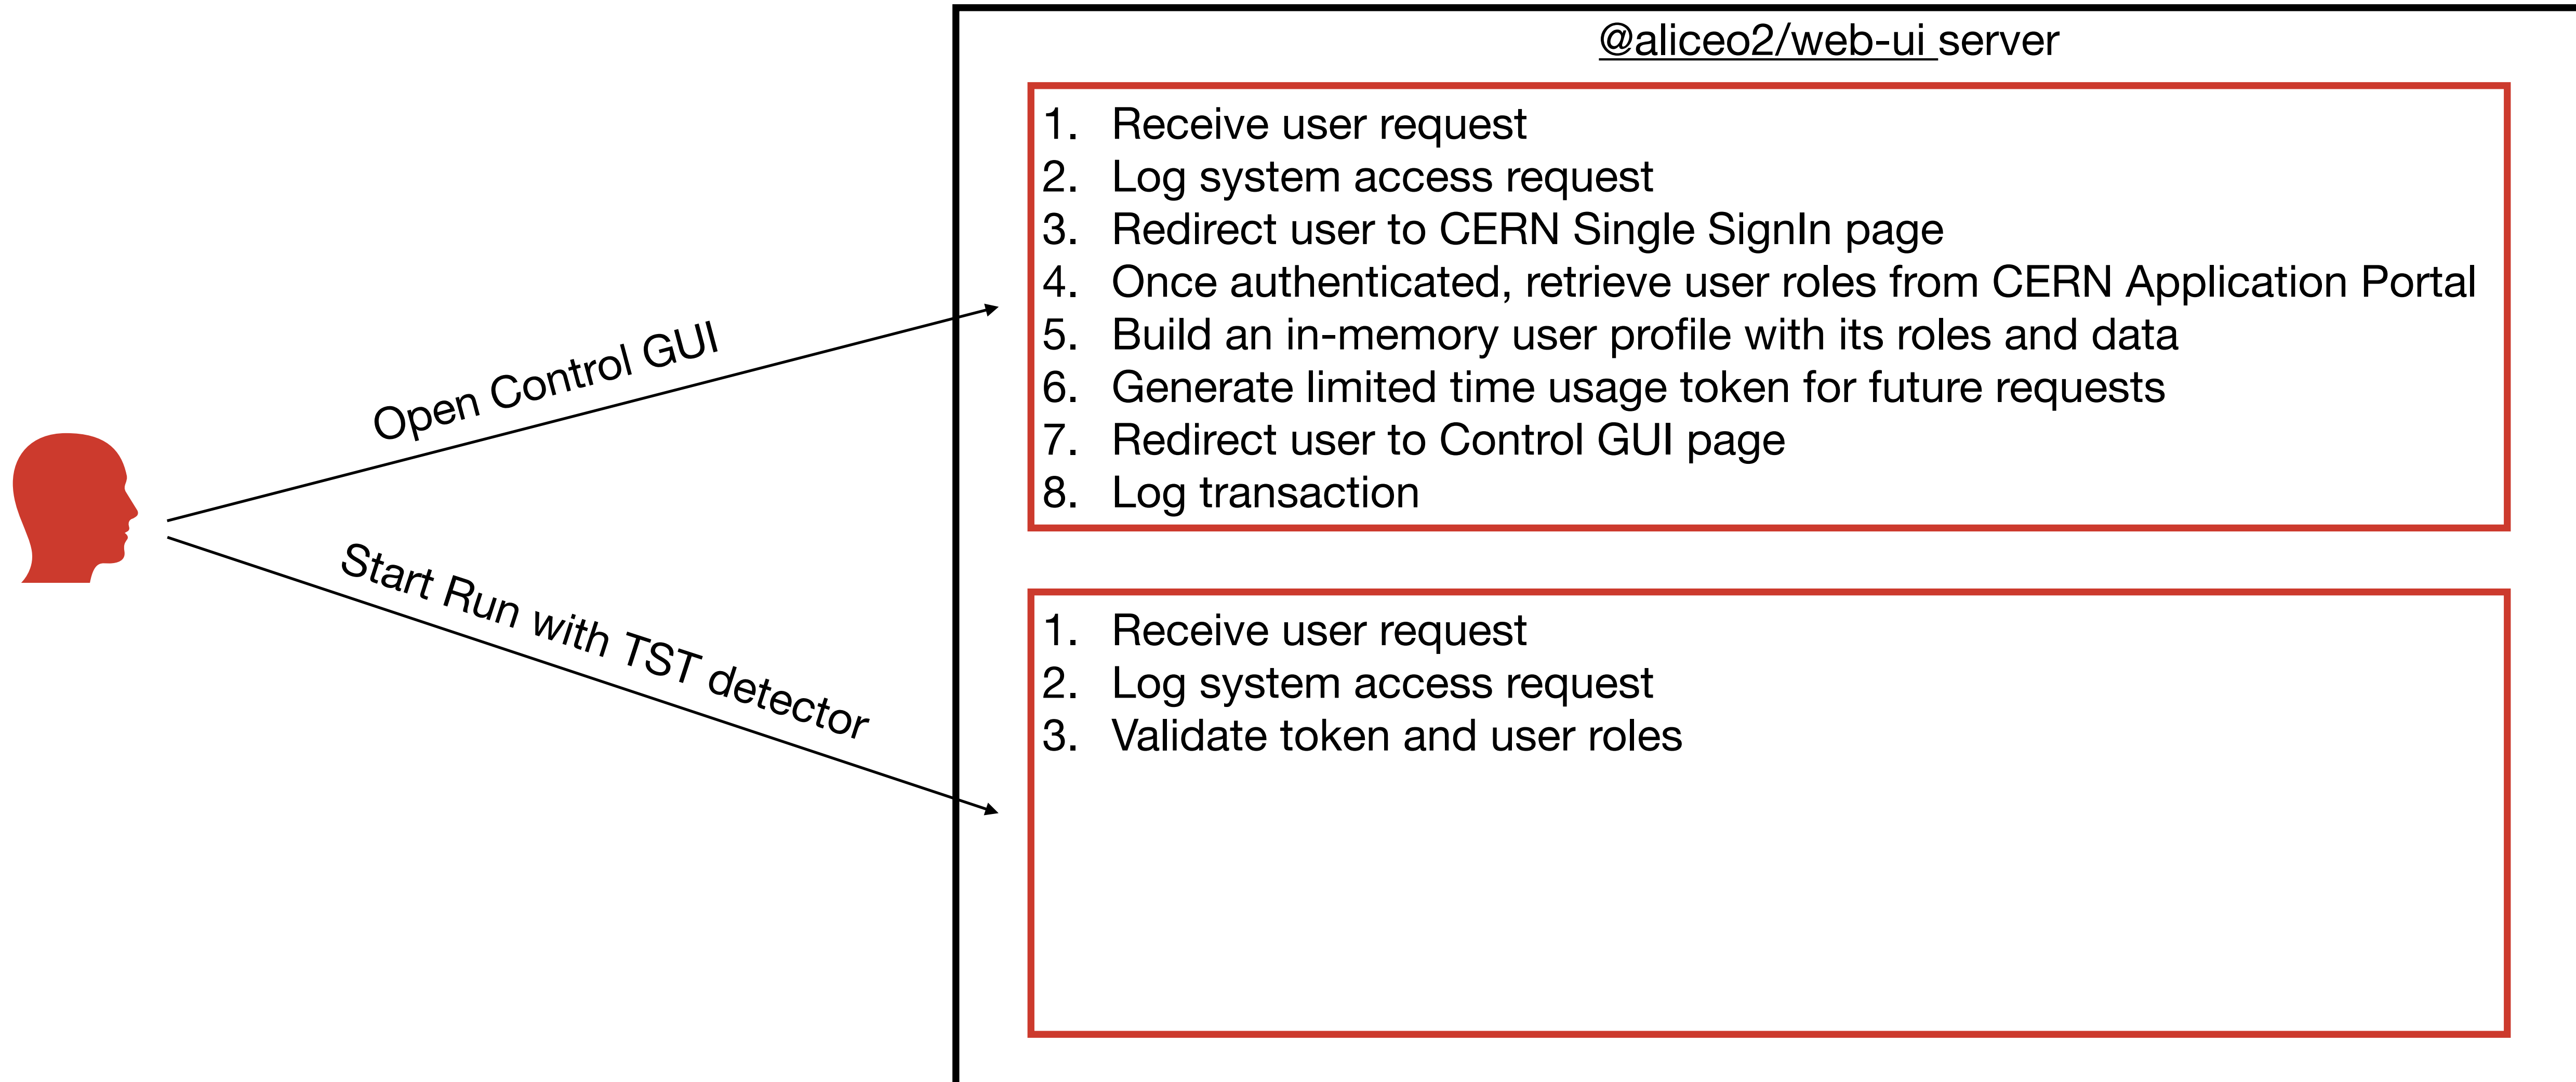 @aliceo2/web-ui server
1. Receive user request
2. Log system access request
3. Redirect user to CERN Single SignIn page
4. Once authenticated, retrieve user roles from CERN Application Portal
5. Build an in-memory user profile with its roles and data
6. Generate limited time usage token for future requests
7. Redirect user to Control GUI page
8. Log transaction
Open Control GUI
Start Run with TST detector
1. Receive user request
2. Log system access request
3. Validate token and user roles